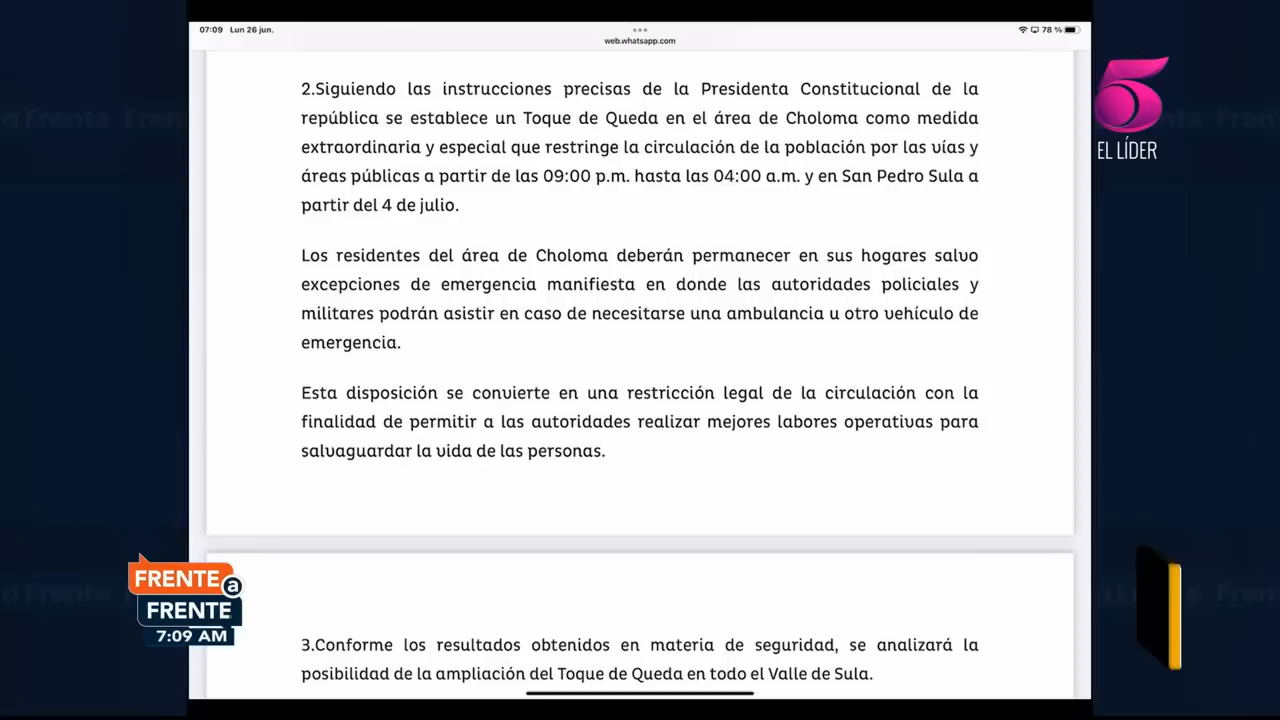 07:09 Lun 26 jun.
web.whatsapp.com
78 %
2.Siguiendo las instrucciones precisas de la Presidenta Constitucional de la
república se establece un Toque de Queda en el área de Choloma como medida
extraordinaria y especial que restringe la circulación de la población por las vías y
áreas públicas a partir de las 09:00 p.m. hasta las 04:00 a.m. y en San Pedro Sula a
partir del 4 de julio.
Los residentes del área de Choloma deberán permanecer en sus hogares salvo
excepciones de emergencia manifiesta en donde las autoridades policiales y
militares podrán asistir en caso de necesitarse una ambulancia u otro vehículo de
emergencia.
Esta disposición se convierte en una restricción legal de la circulación con la
finalidad de permitir a las autoridades realizar mejores labores operativas para
salvaguardar la vida de las personas.
3.Conforme los resultados obtenidos en materia de seguridad, se analizará la
posibilidad de la ampliación del Toque de Queda en todo el Valle de Sula.
5
EL LÍDER
FRENTE a
FRENTE
7:09 AM